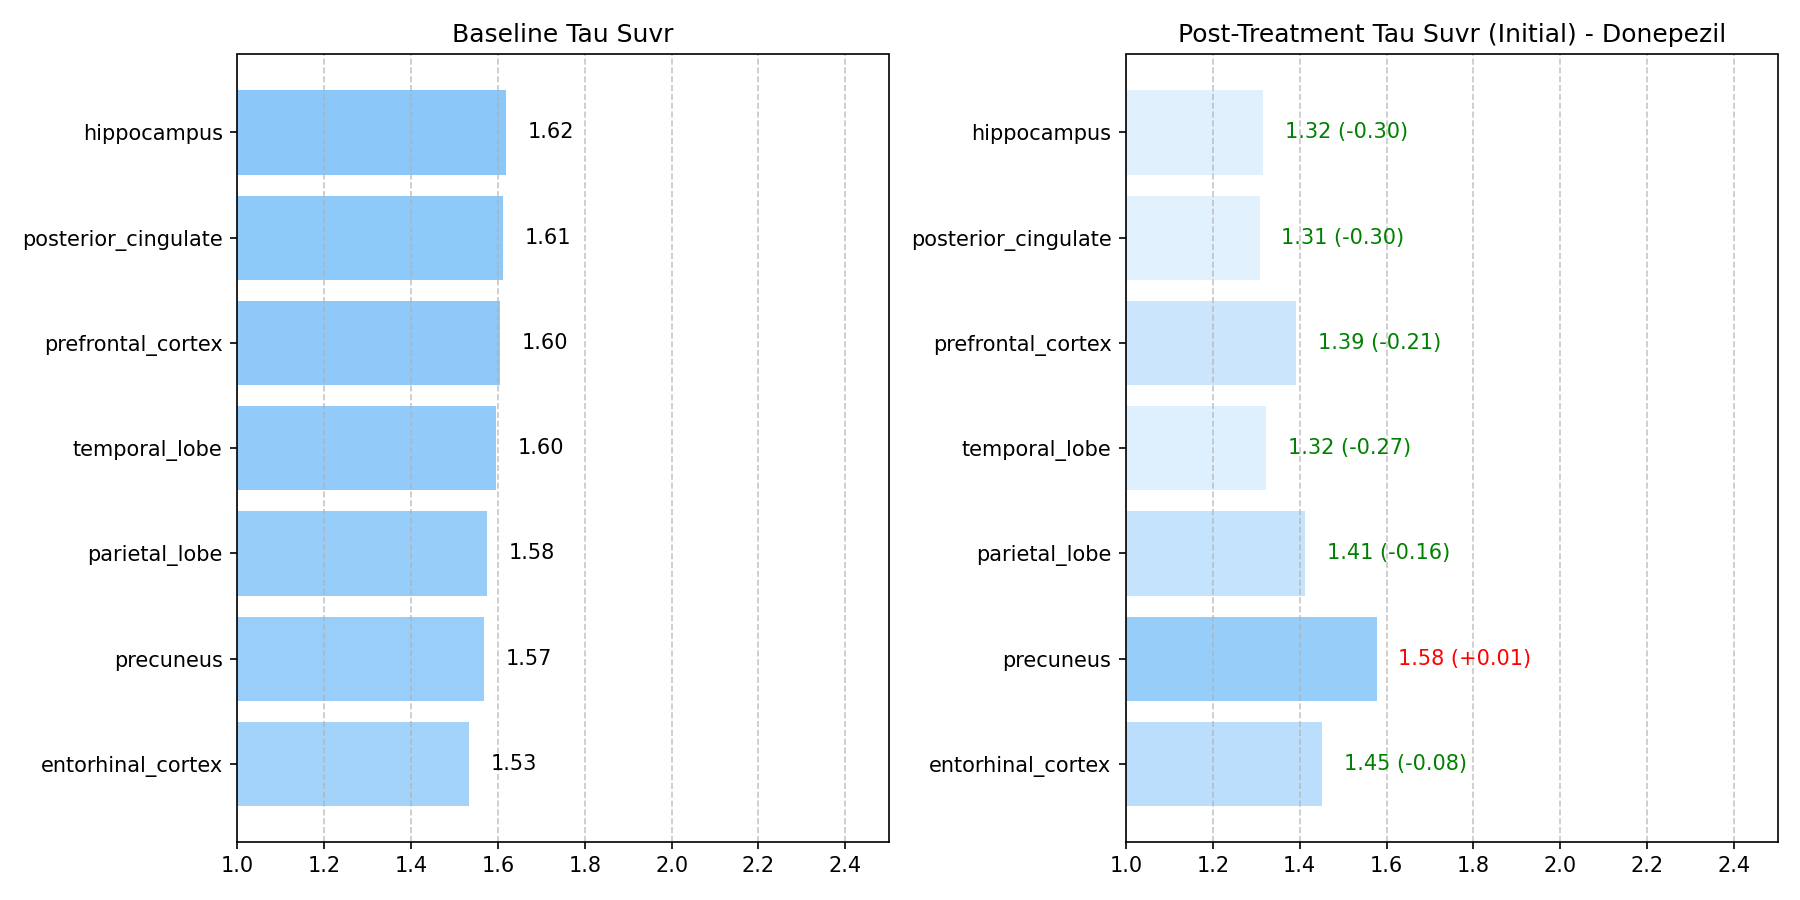 Baseline Tau Suvr
hippocampus
1.62
posterior_cingulate
1.61
prefrontal_cortex
1.60
temporal_lobe
1.60
parietal_lobe
1.58
precuneus
1.57
entorhinal_cortex
1.53
1.0 1.2 1.4 1.6 1.8 2.0 2.2 2.4
Post-Treatment Tau Suvr (Initial) - Donepezil
hippocampus
1.32 (-0.30)
posterior_cingulate
1.31 (-0.30)
prefrontal_cortex
1.39 (-0.21)
temporal_lobe
1.32 (-0.27)
parietal_lobe
1.41 (-0.16)
precuneus
1.58 (+0.01)
entorhinal_cortex
1.45 (-0.08)
1.0 1.2 1.4 1.6 1.8 2.0 2.2 2.4